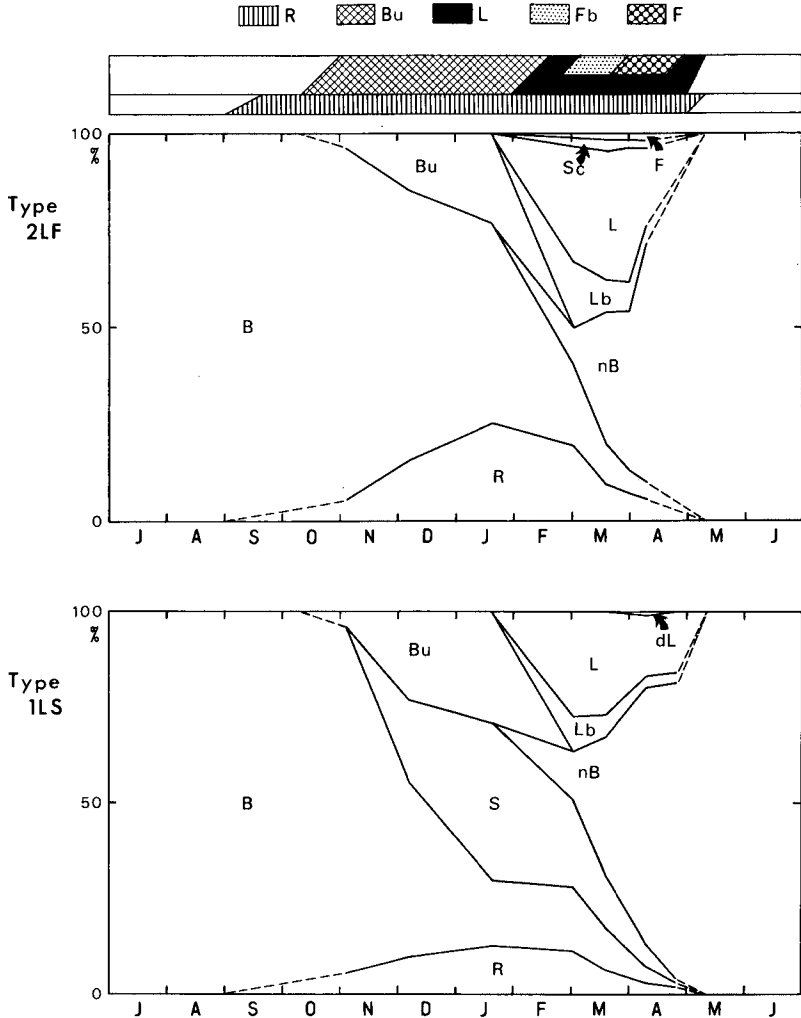 R Bu L Fb F
100
%
Bu
Sc
F
Type
2LF
L
Lb
50
B
nB
R
0
J A S O N D J F M A M J
100
%
dL
Bu
L
Type
1LS
Lb
nB
50
B
S
R
0
J A S O N D J F M A M J